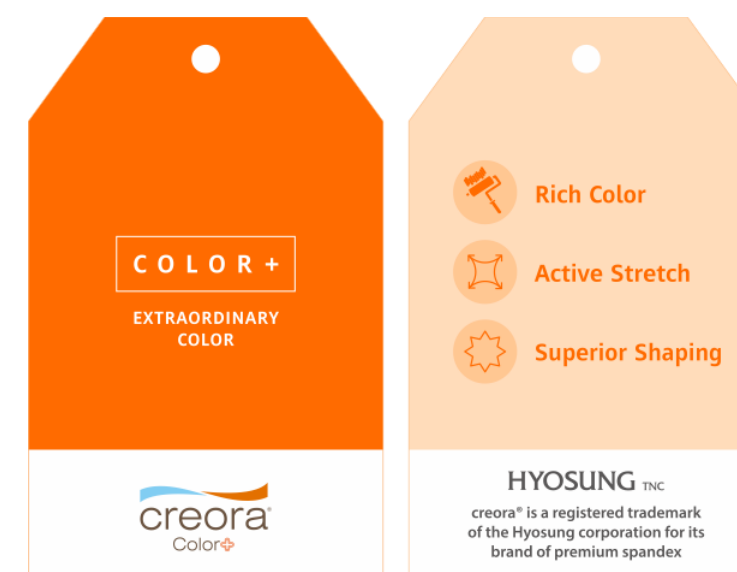 COLOR+
EXTRAORDINARY
COLOR
creora®
Color+
Rich Color
Active Stretch
Superior Shaping
HYOSUNG TNC
creora® is a registered trademark
of the Hyosung corporation for its
brand of premium spandex